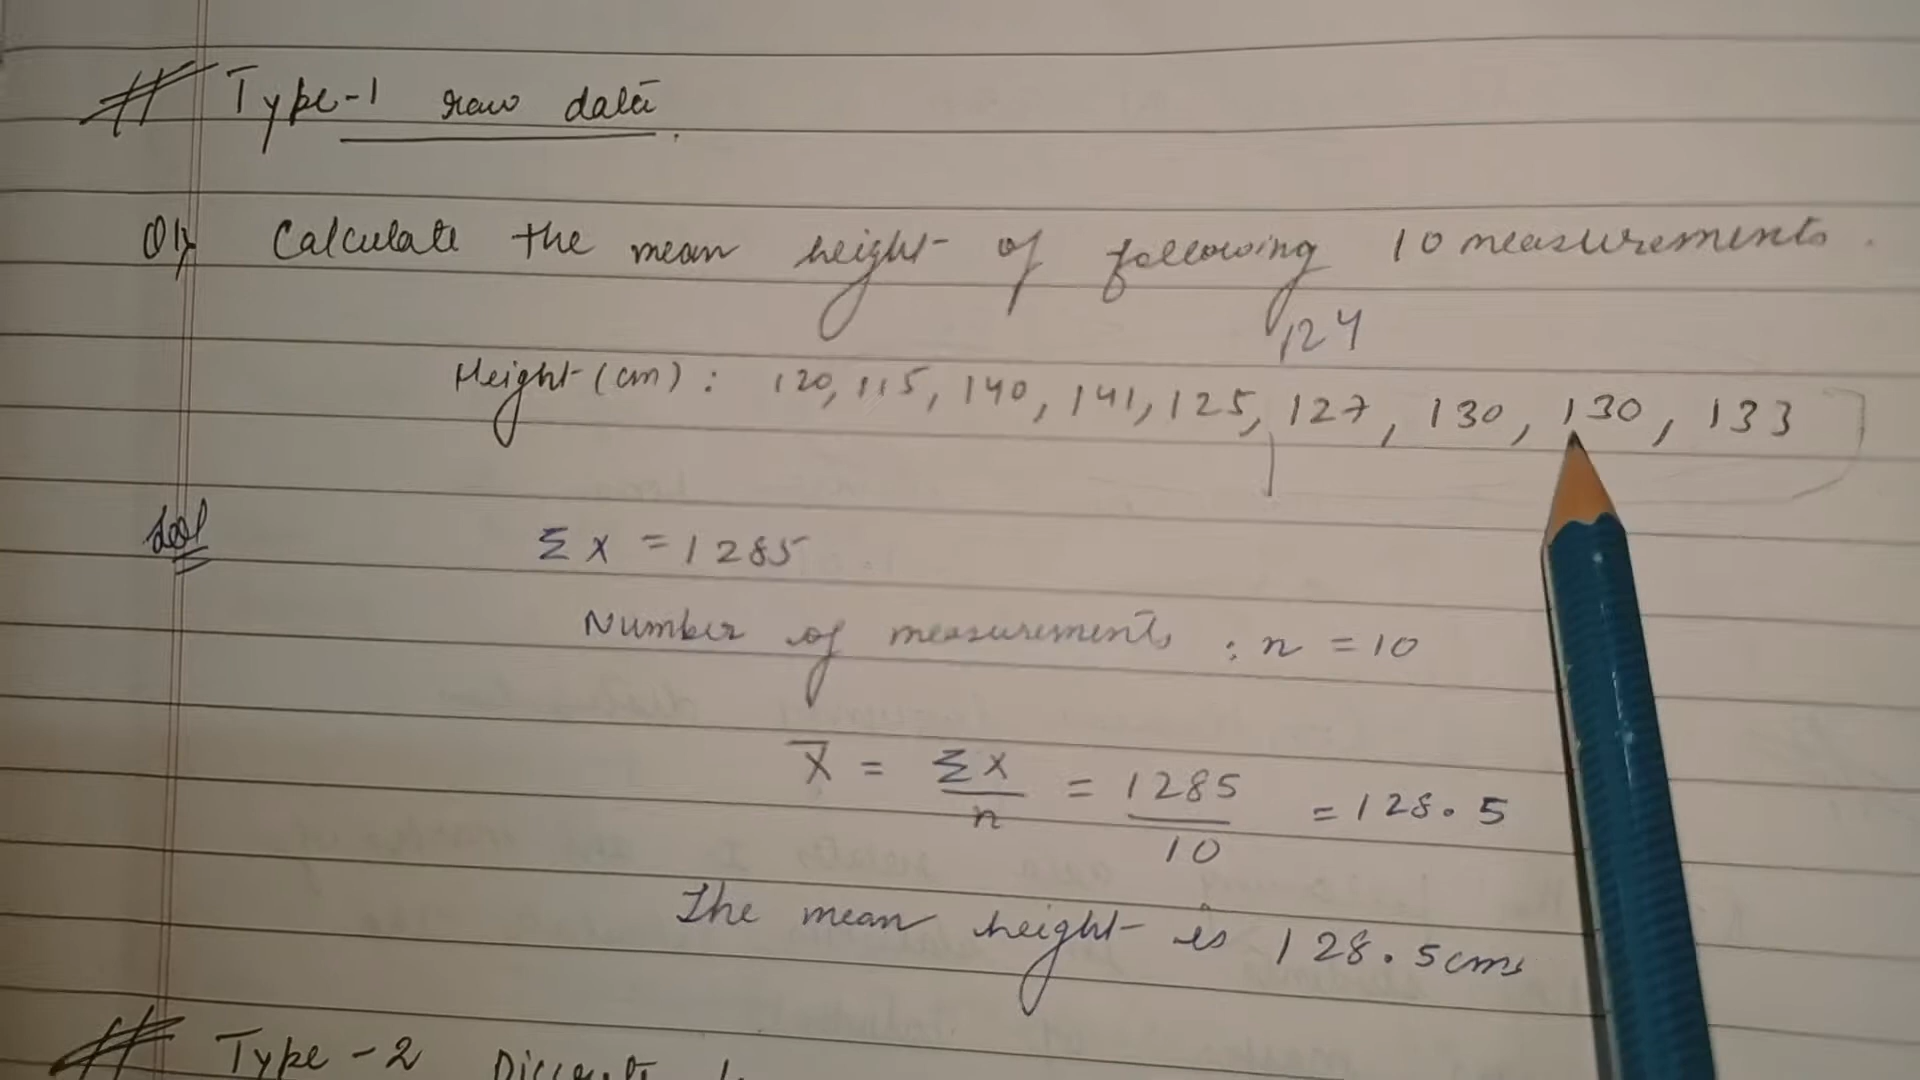 # Type-1 raw data.
Q1) Calculate the mean height of following 10 measurements.
124
Height (cm) : 120, 115, 140, 141, 125, 127, 130, 130, 133
Sol
Σx = 1285
Number of measurements : n = 10
X̅ = Σx/n = 1285/10 = 128.5
The mean height is 128.5cms
# Type-2